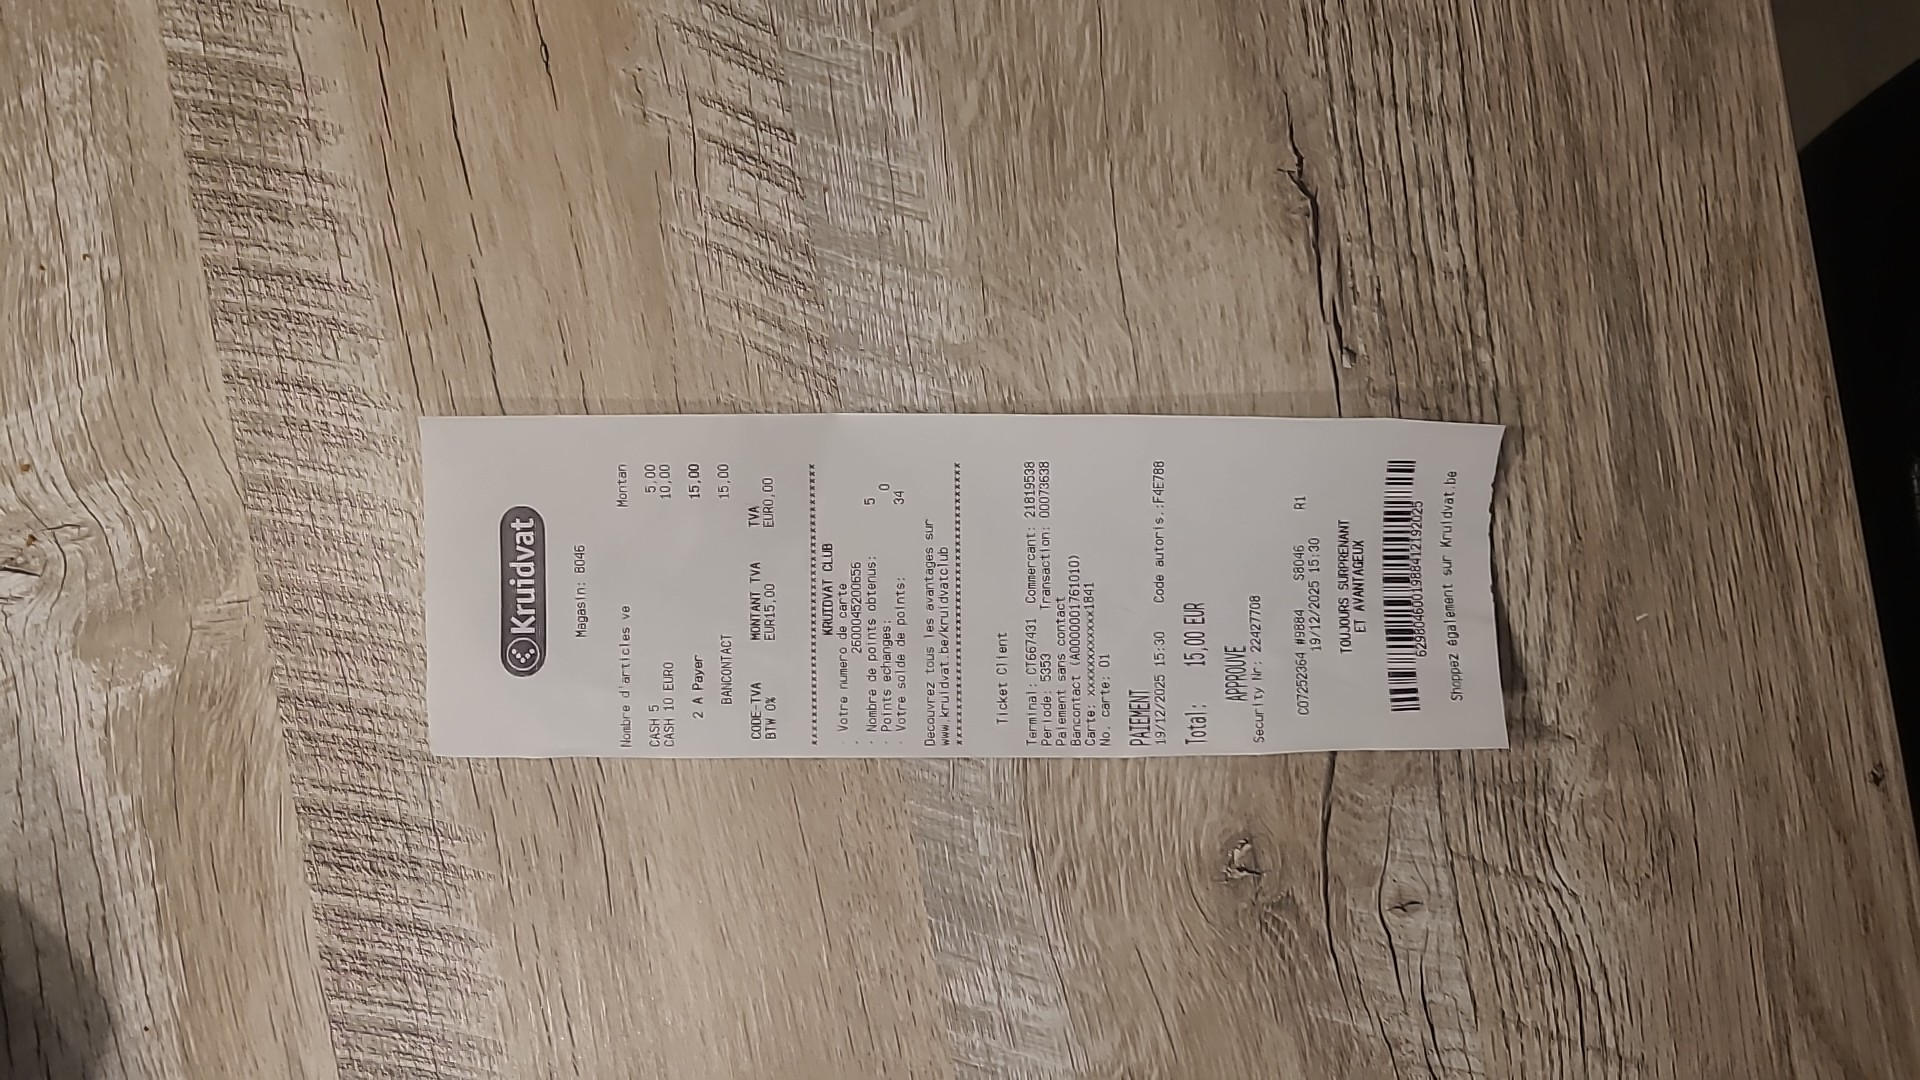 Kruidvat
Magasin: B046
Nombre d'articles ve Montan
CASH 5 5,00
CASH 10 EURO 10,00
2 A Payer 15,00
BANCONTACT 15,00
CODE-TVA MONTANT TVA TVA
BTW 0% EUR15,00 EUR0,00
****************************************
KRUIDVAT CLUB
- Votre numero de carte
- 2600045200656
- Nombre de points obtenus: 5
- Points echanges: 0
- Votre solde de points: 34
Decouvrez tous les avantages sur
www.kruidvat.be/kruidvatclub
****************************************
Ticket Client
Terminal: CT667431 Commercant: 21819538
Periode: 5353 Transaction: 00073638
Paiement sans contact
Bancontact (A0000001761010)
Carte: xxxxxxxxxxxxx1841
No. carte: 01
PAIEMENT
19/12/2025 15:30 Code autoris.:F4E788
Total: 15,00 EUR
APPROUVE
Security Nr: 22427708
C07252364 #9884 S8046 R1
19/12/2025 15:30
TOUJOURS SURPRENANT
ET AVANTAGEUX
Shoppez également sur Kruidvat.be